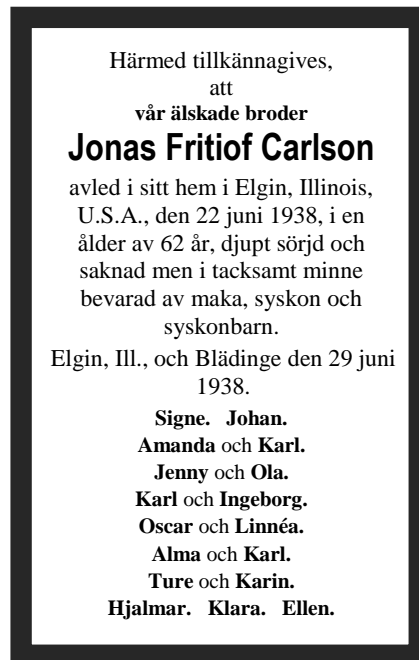 Härmed tillkännagives,
att
vår älskade broder
Jonas Fritiof Carlson
avled i sitt hem i Elgin, Illinois,
U.S.A., den 22 juni 1938, i en
ålder av 62 år, djupt sörjd och
saknad men i tacksamt minne
bevarad av maka, syskon och
syskonbarn.
Elgin, Ill., och Blädinge den 29 juni
1938.
Signe. Johan.
Amanda och Karl.
Jenny och Ola.
Karl och Ingeborg.
Oscar och Linnéa.
Alma och Karl.
Ture och Karin.
Hjalmar. Klara. Ellen.